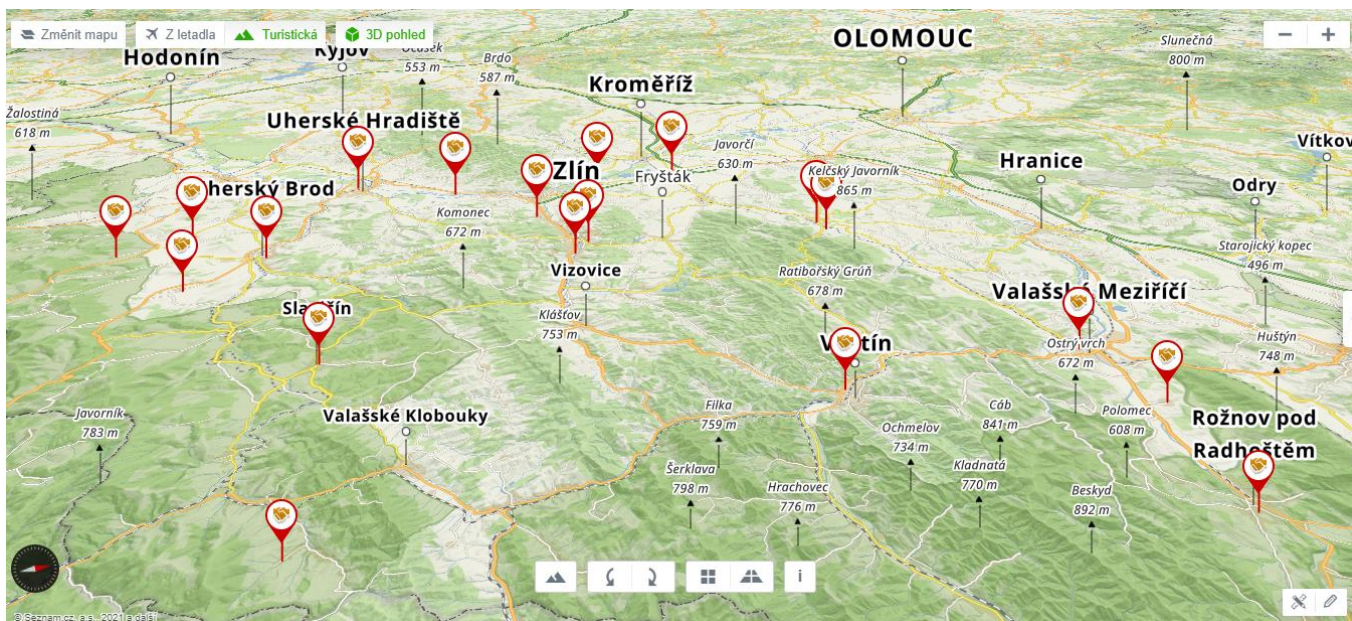 Změnit mapu
Z letadla
Turistická
3D pohled
Hodonín
Kyjov
Ocásek
553 m
Brdo
587 m
Kroměříž
OLOMOUC
Slunečná
800 m
Žalostiná
618 m
Uherské Hradiště
Zlín
Fryšták
Javorčí
630 m
Kelčský Javorník
865 m
Hranice
Vítkov
Odry
herský Brod
Komonec
672 m
Vizovice
Ratibořský Grúň
678 m
Starojický kopec
496 m
Valašské Meziříčí
Klášťov
753 m
Ostrý vrch
672 m
Huštýn
748 m
Valašské Klobouky
Javorník
783 m
Filka
759 m
Ochmelov
734 m
Cáb
841 m
Polomec
608 m
Rožnov pod
Radhoštěm
Šerklava
798 m
Hrachovec
776 m
Kladnatá
770 m
Beskyd
892 m
i
© Seznam.cz, a.s., 2021 a další